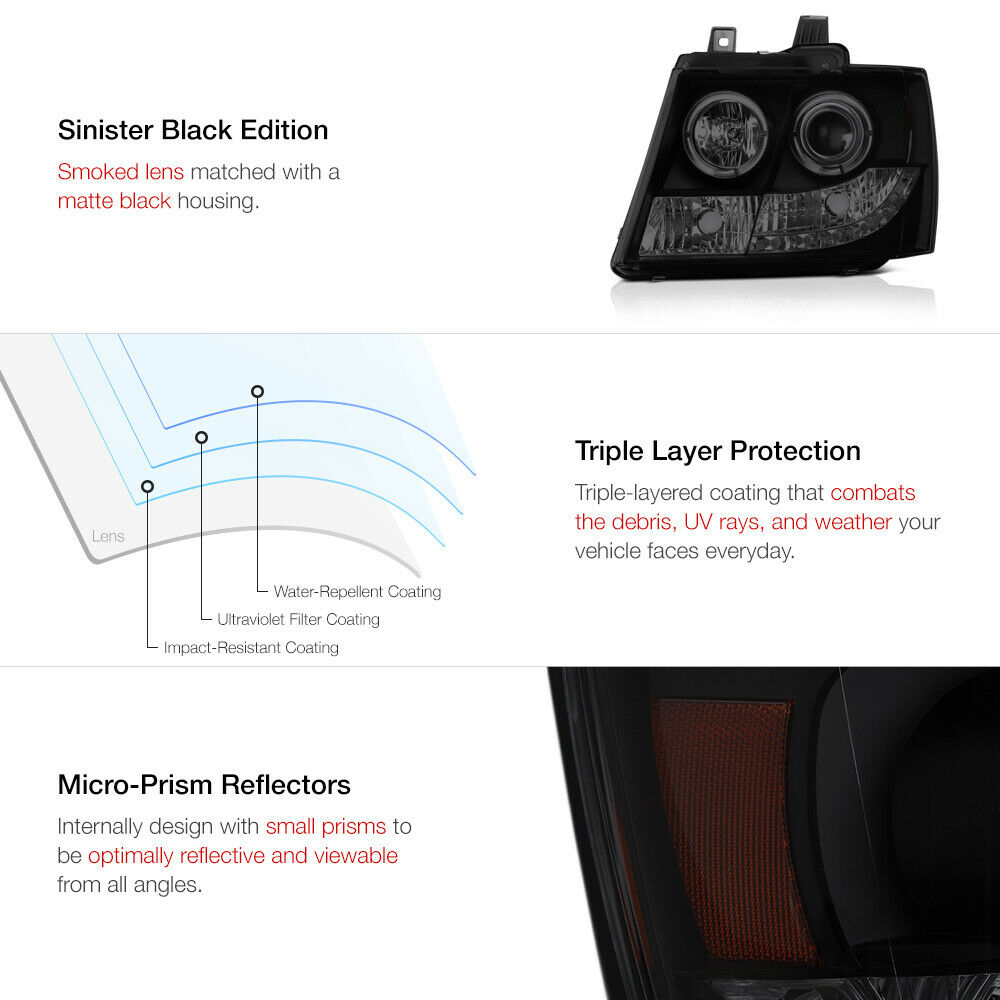 Sinister Black Edition
Smoked lens matched with a
matte black housing.
Lens
Water-Repellent Coating
Ultraviolet Filter Coating
Impact-Resistant Coating
Triple Layer Protection
Triple-layered coating that combats
the debris, UV rays, and weather your
vehicle faces everyday.
Micro-Prism Reflectors
Internally design with small prisms to
be optimally reflective and viewable
from all angles.